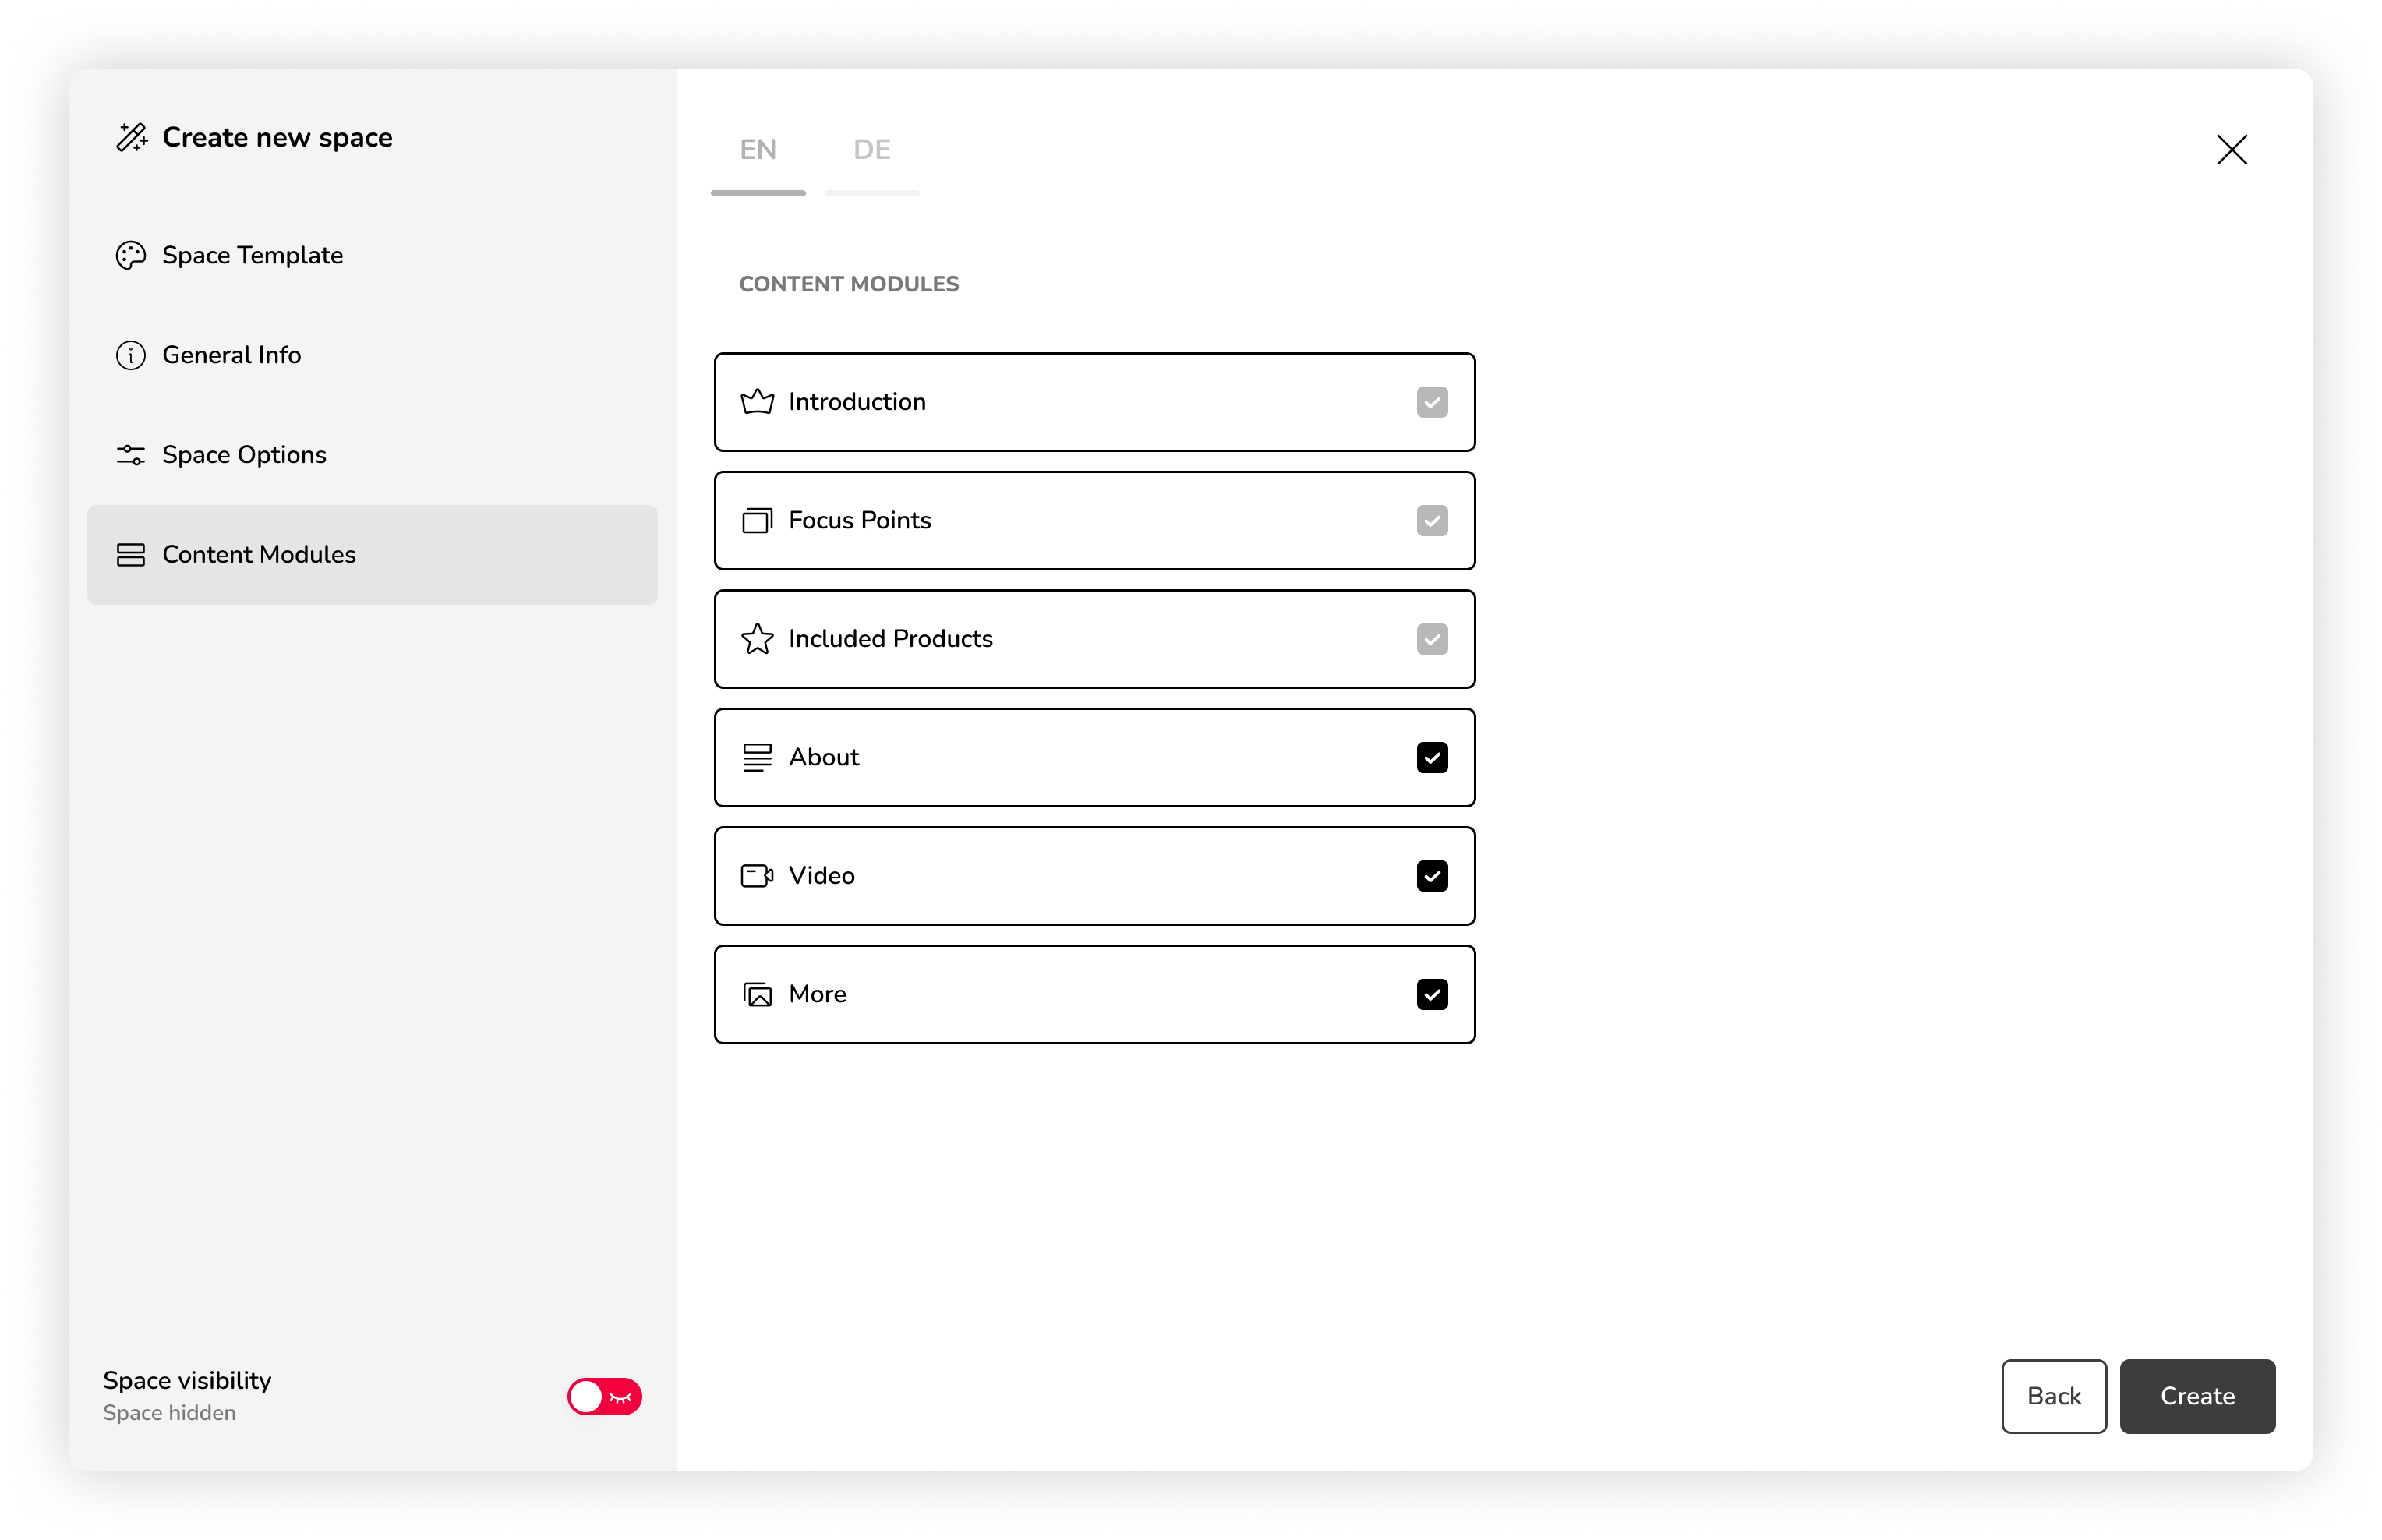 Create new space
Space Template
General Info
Space Options
Content Modules
Space visibility
Space hidden
EN
DE
CONTENT MODULES
Introduction
Focus Points
Included Products
About
Video
More
Back
Create